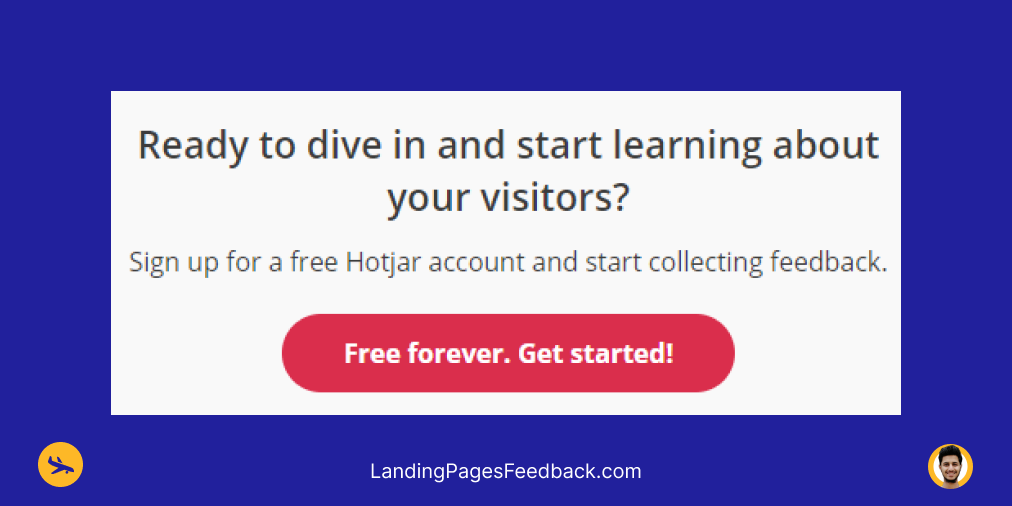 Ready to dive in and start learning about
your visitors?
Sign up for a free Hotjar account and start collecting feedback.
Free forever. Get started!
LandingPagesFeedback.com